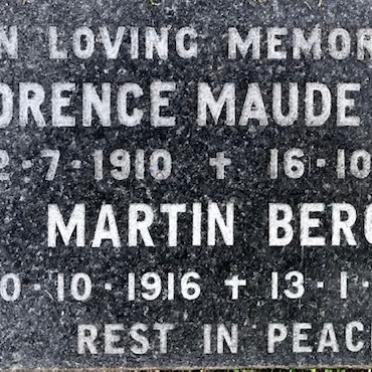 N LOVING MEMOR
ORENCE MAUDE
2·7·1910 † 16·10
MARTIN BERG
0·10·1916 † 13·1·
REST IN PEAC